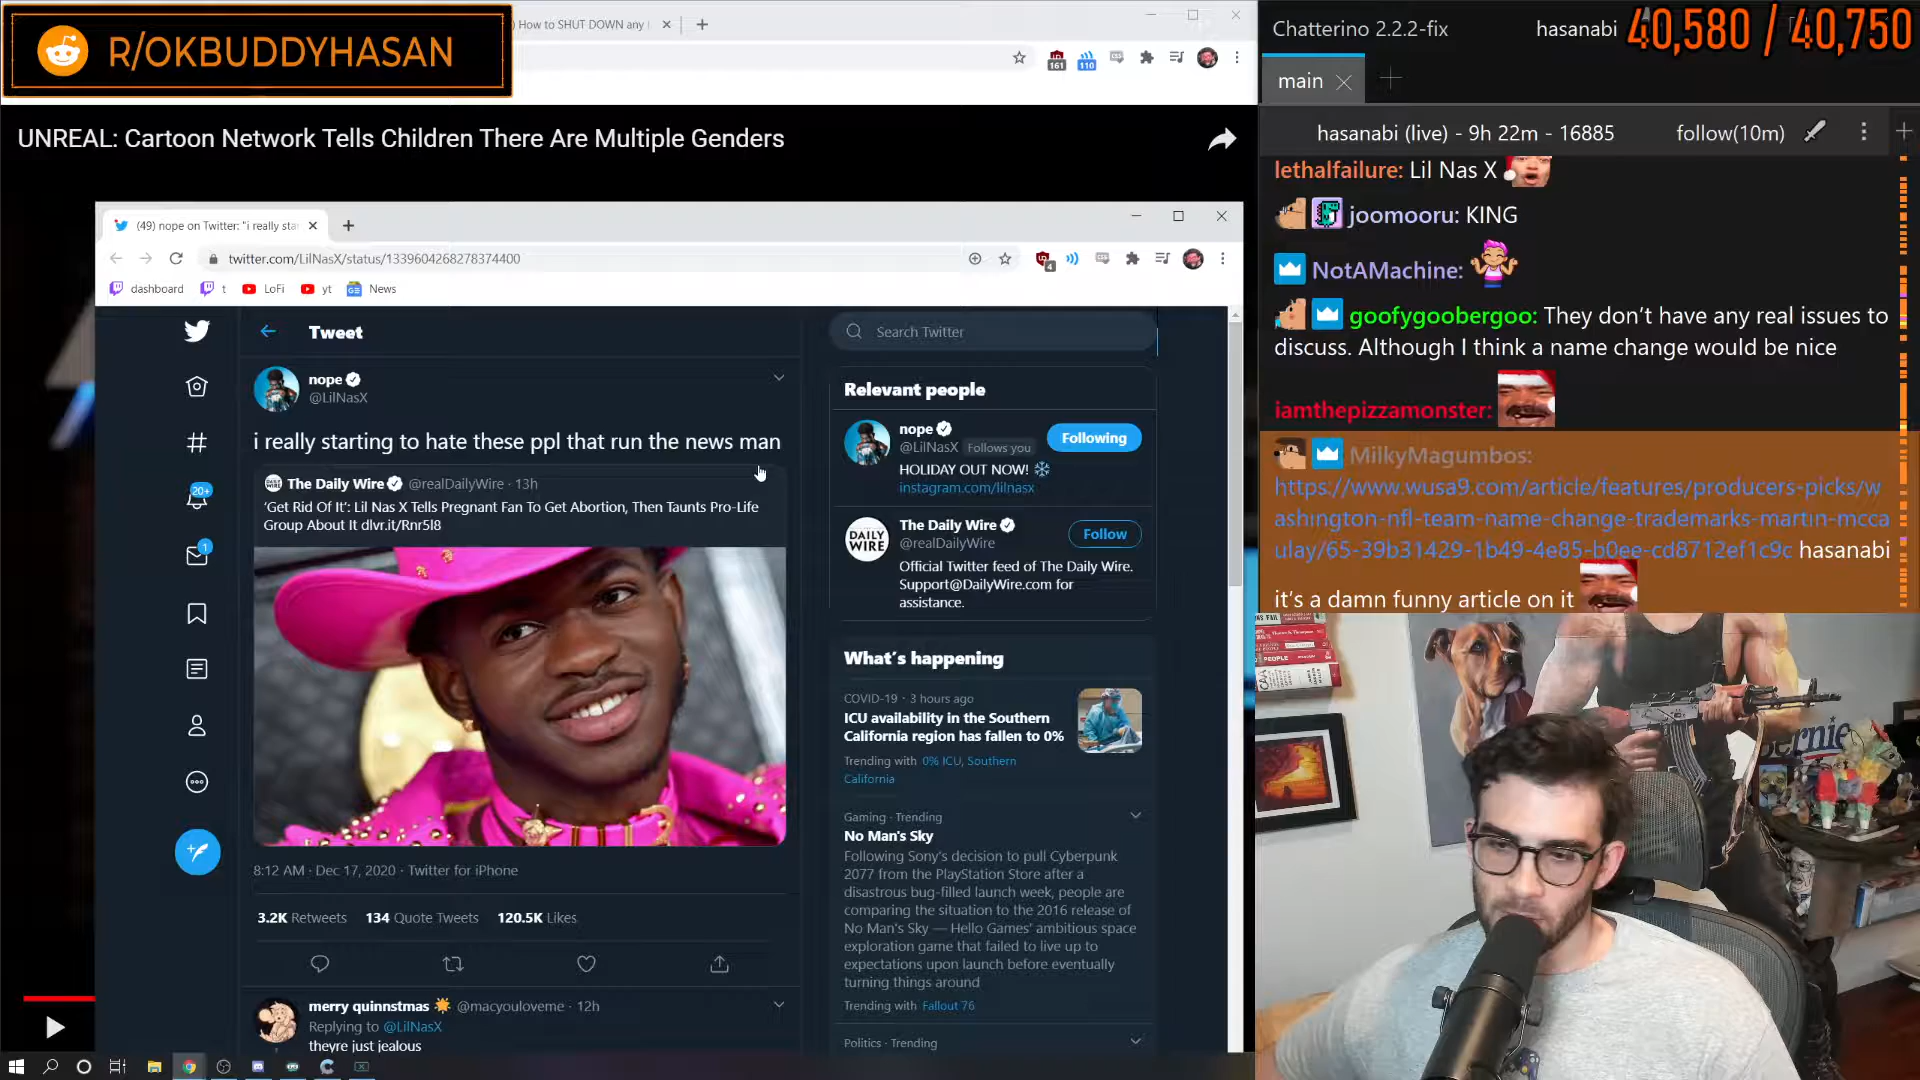 R/OKBUDDYHASAN
How to SHUT DOWN any
161
110
UNREAL: Cartoon Network Tells Children There Are Multiple Genders
(49) nope on Twitter: "i really sta
twitter.com/LilNasX/status/1339604268278374400
4
dashboard
t
LoFi
yt
News
20+
1
Tweet
nope
@LilNasX
i really starting to hate these ppl that run the news man
The Daily Wire @realDailyWire · 13h
'Get Rid Of It': Lil Nas X Tells Pregnant Fan To Get Abortion, Then Taunts Pro-Life
Group About It dlvr.it/Rnr5l8
8:12 AM · Dec 17, 2020 · Twitter for iPhone
3.2K Retweets 134 Quote Tweets 120.5K Likes
merry quinnstmas @macyouloveme · 12h
Replying to @LilNasX
theyre just jealous
Search Twitter
Relevant people
nope
@LilNasX Follows you
Following
HOLIDAY OUT NOW!
instagram.com/lilnasx
DAILY
WIRE
The Daily Wire
@realDailyWire
Follow
Official Twitter feed of The Daily Wire.
Support@DailyWire.com for
assistance.
What's happening
COVID-19 · 3 hours ago
ICU availability in the Southern
California region has fallen to 0%
Trending with 0% ICU, Southern
California
Gaming · Trending
No Man's Sky
Following Sony's decision to pull Cyberpunk
2077 from the PlayStation Store after a
disastrous bug-filled launch week, people are
comparing the situation to the 2016 release of
No Man's Sky — Hello Games' ambitious space
exploration game that failed to live up to
expectations upon launch before eventually
turning things around
Trending with Fallout 76
Politics · Trending
Chatterino 2.2.2-fix
hasanabi
40,580 / 40,750
main
hasanabi (live) - 9h 22m - 16885
follow(10m)
lethalfailure: Lil Nas X
joomooru: KING
NotAMachine:
goofygoobergoo: They don't have any real issues to
discuss. Although I think a name change would be nice
iamthepizzamonster:
MilkyMagumbos:
https://www.wusa9.com/article/features/producers-picks/w
ashington-nfl-team-name-change-trademarks-martin-mcca
ulay/65-39b31429-1b49-4e85-b0ee-cd8712ef1c9c hasanabi
it's a damn funny article on it
PEOPLE
Bernie